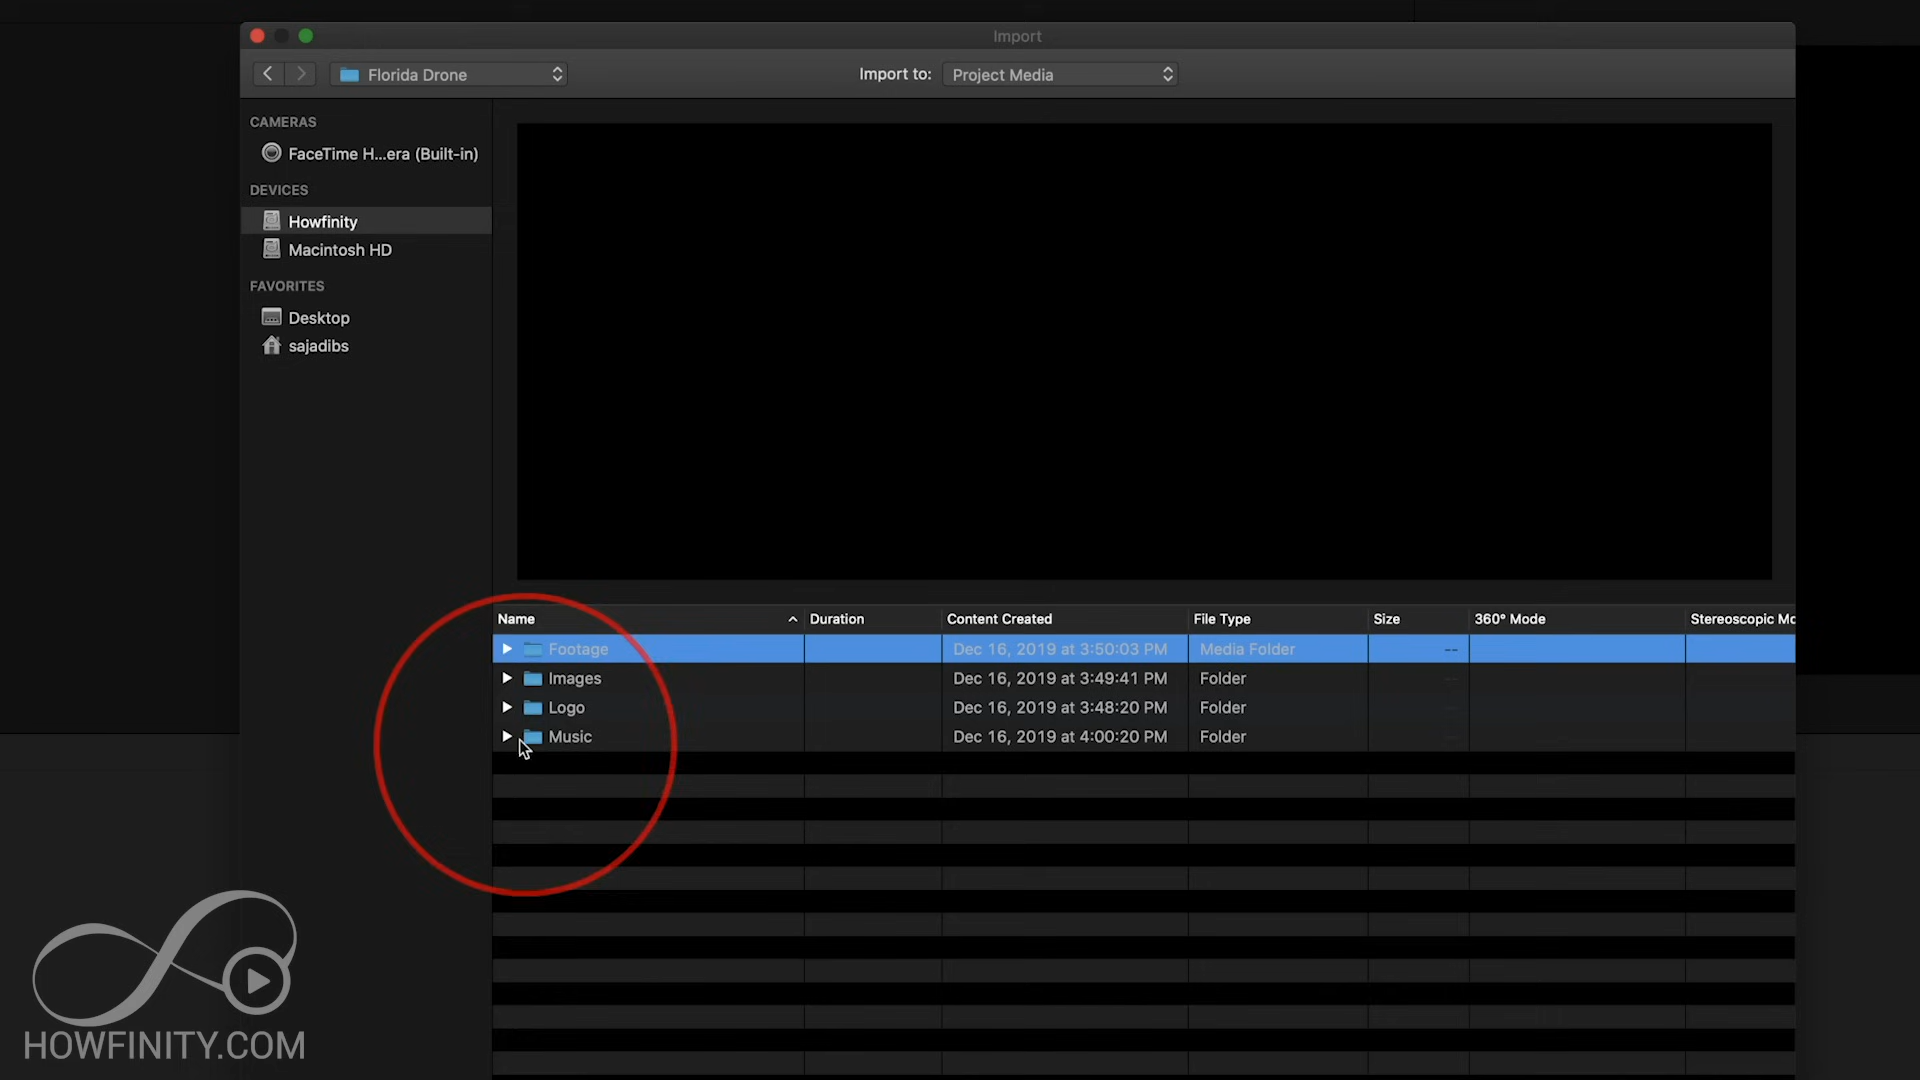 Import
Florida Drone
Import to: Project Media
CAMERAS
FaceTime H...era (Built-in)
DEVICES
Howfinity
Macintosh HD
FAVORITES
Desktop
sajadibs
Name Duration Content Created File Type Size 360° Mode Stereoscopic Mo
Footage Dec 16, 2019 at 3:50:03 PM Media Folder --
Images Dec 16, 2019 at 3:49:41 PM Folder --
Logo Dec 16, 2019 at 3:48:20 PM Folder
Music Dec 16, 2019 at 4:00:20 PM Folder
HOWFINITY.COM